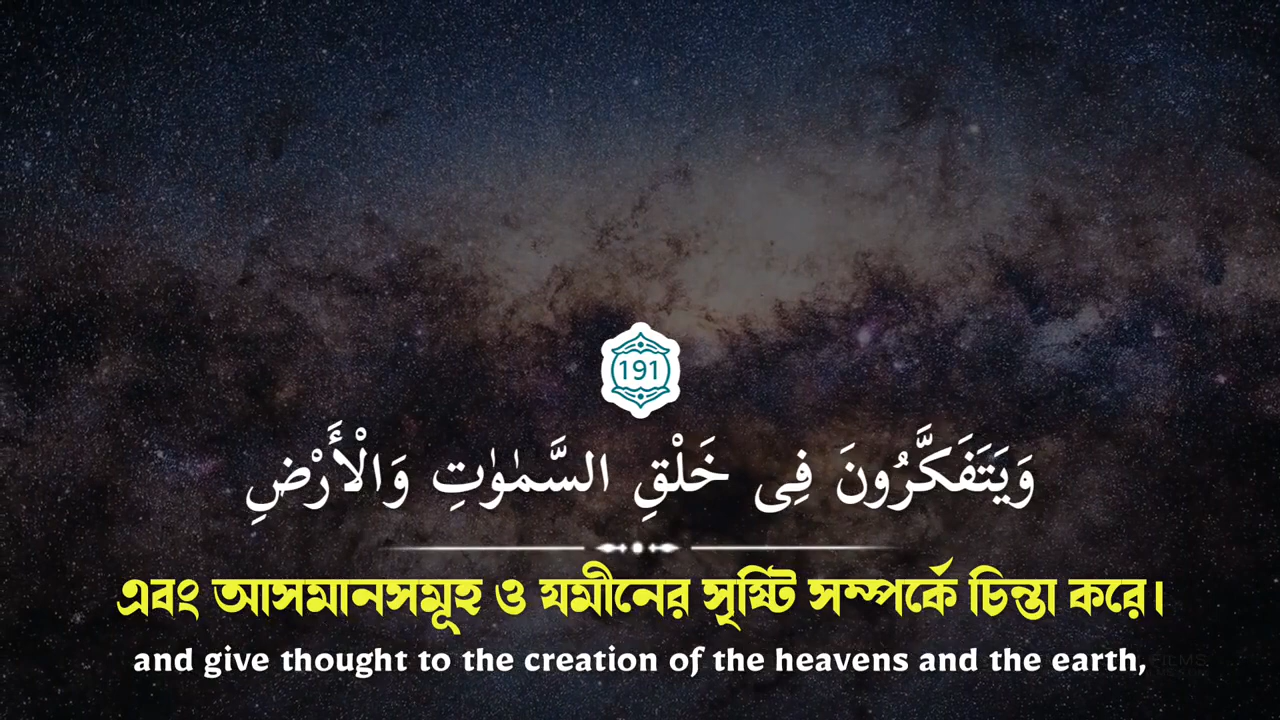 191
وَيَتَفَكَّرُونَ فِى خَلْقِ السَّمٰوٰتِ وَالْأَرْضِ
এবং আসমানসমূহ ও যমীনের সৃষ্টি সম্পর্কে চিন্তা করে।
and give thought to the creation of the heavens and the earth,
FILMS